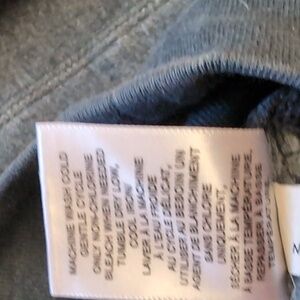 MACHINE WASH COLD
GENTLE CYCLE
ONLY NON-CHLORINE
BLEACH WHEN NEEDED
TUMBLE DRY LOW,
COOL IRON
LAVER À LA MACHINE
À L'EAU FROIDE
AU CYCLE DÉLICAT
UTILISER AU BESOIN UN
AGENT DE BLANCHIMENT
SANS CHLORE
UNIQUEMENT.
SÉCHER À LA MACHINE
À BASSE TEMPÉRATURE,
REPASSER À BASSE
TEMPÉRATURE